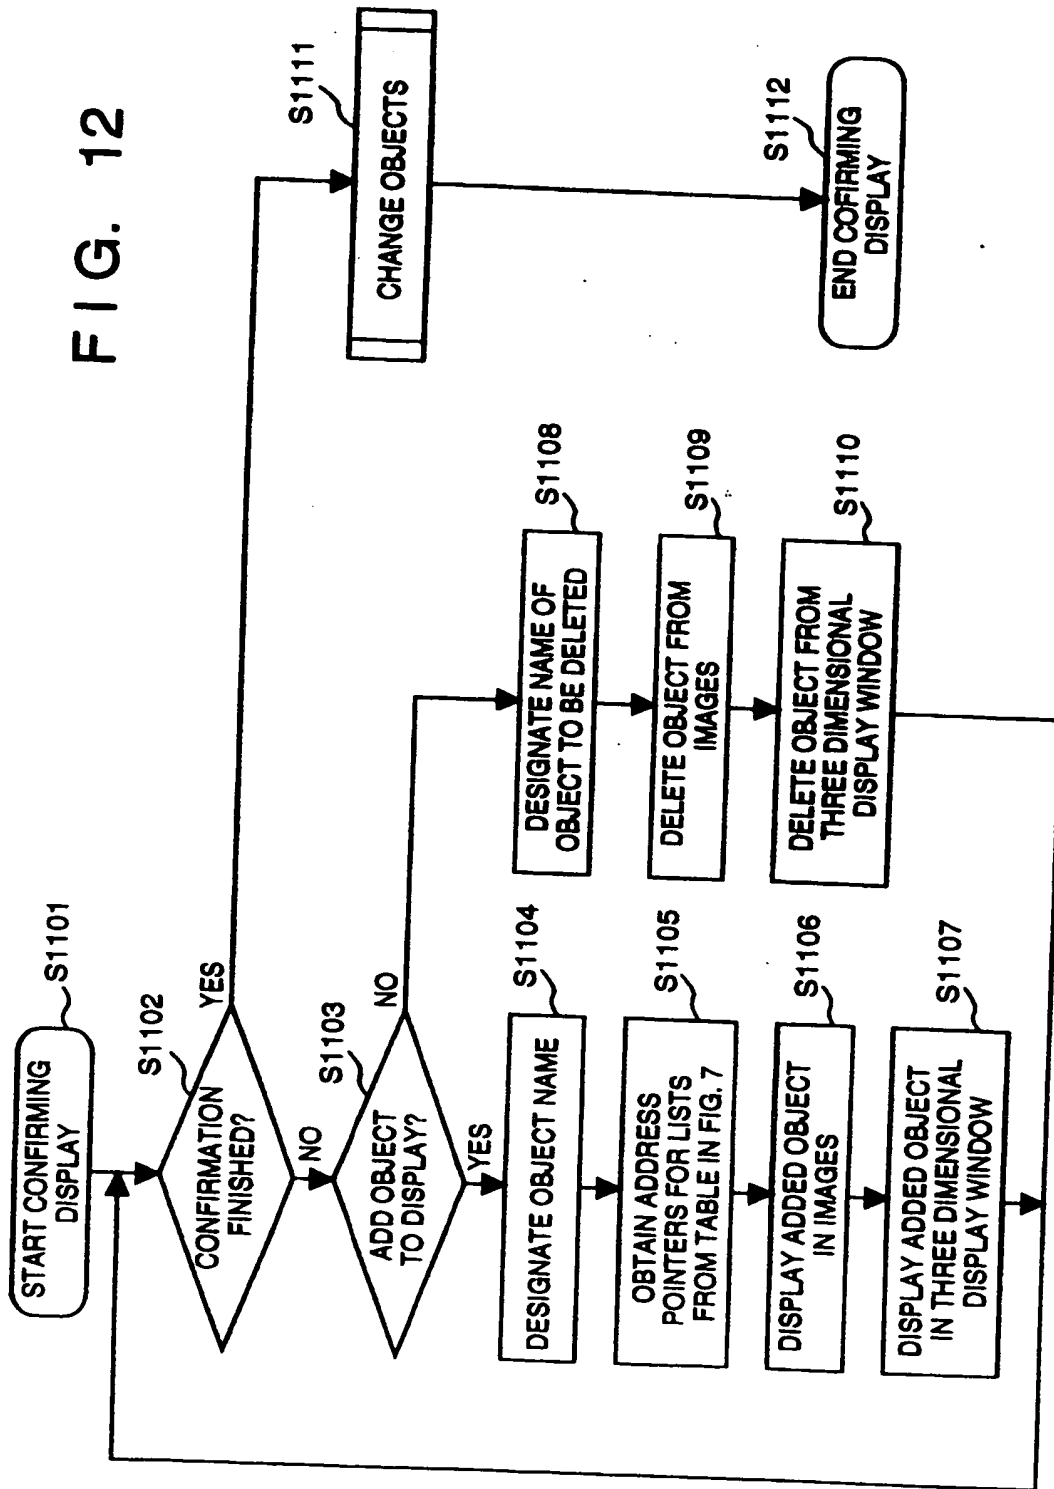 FIG. 12
START CONFIRMING
DISPLAY
S1101
CONFIRMATION
FINISHED?
S1102
YES
NO
ADD OBJECT
TO DISPLAY?
S1103
NO
YES
DESIGNATE OBJECT NAME
S1104
OBTAIN ADDRESS
POINTERS FOR LISTS
FROM TABLE IN FIG. 7
S1105
DISPLAY ADDED OBJECT
IN IMAGES
S1106
DISPLAY ADDED OBJECT
IN THREE DIMENSIONAL
DISPLAY WINDOW
S1107
DESIGNATE NAME OF
OBJECT TO BE DELETED
S1108
DELETE OBJECT FROM
IMAGES
S1109
DELETE OBJECT FROM
THREE DIMENSIONAL
DISPLAY WINDOW
S1110
CHANGE OBJECTS
S1111
END COFIRMING
DISPLAY
S1112